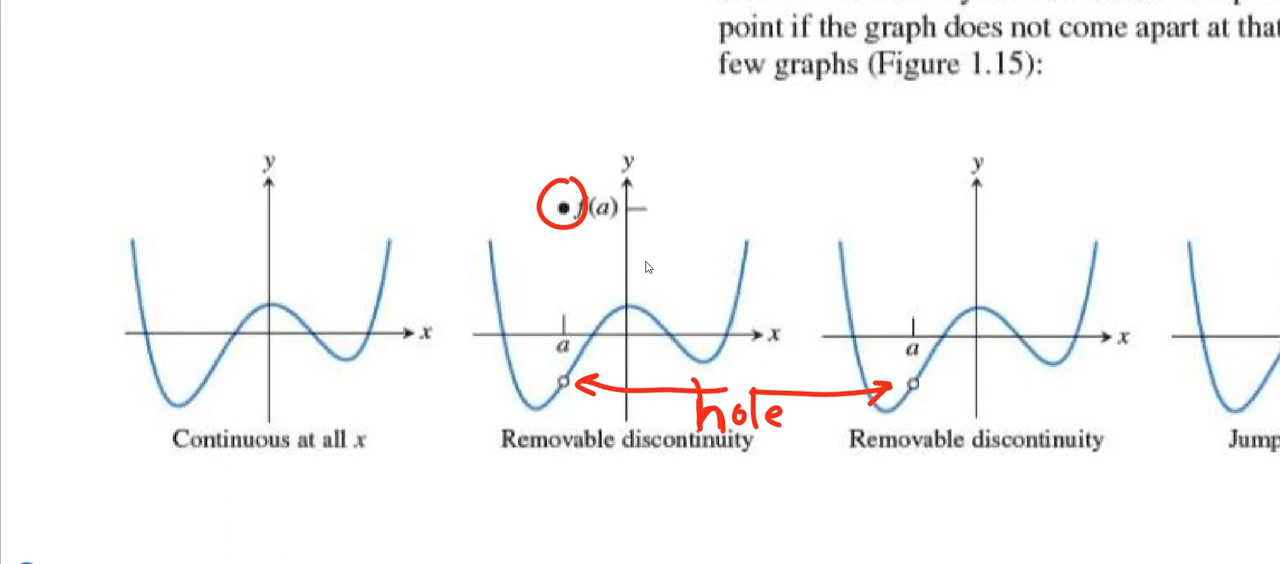 point if the graph does not come apart at that
few graphs (Figure 1.15):
y
x
Continuous at all x
y
f(a)
a
x
Removable discontinuity
hole
y
a
x
Removable discontinuity
Jump